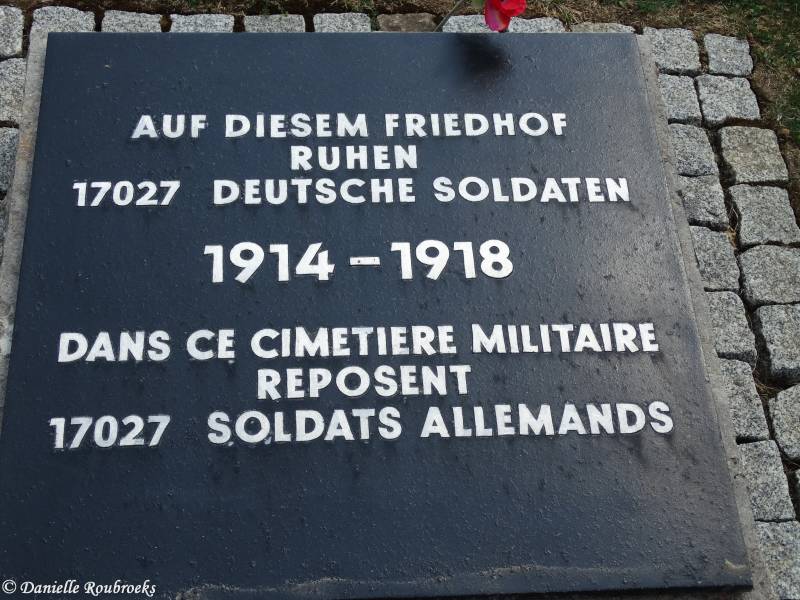 AUF DIESEM FRIEDHOF
RUHEN
17027 DEUTSCHE SOLDATEN
1914 - 1918
DANS CE CIMETIERE MILITAIRE
REPOSENT
17027 SOLDATS ALLEMANDS
© Danielle Roubroeks